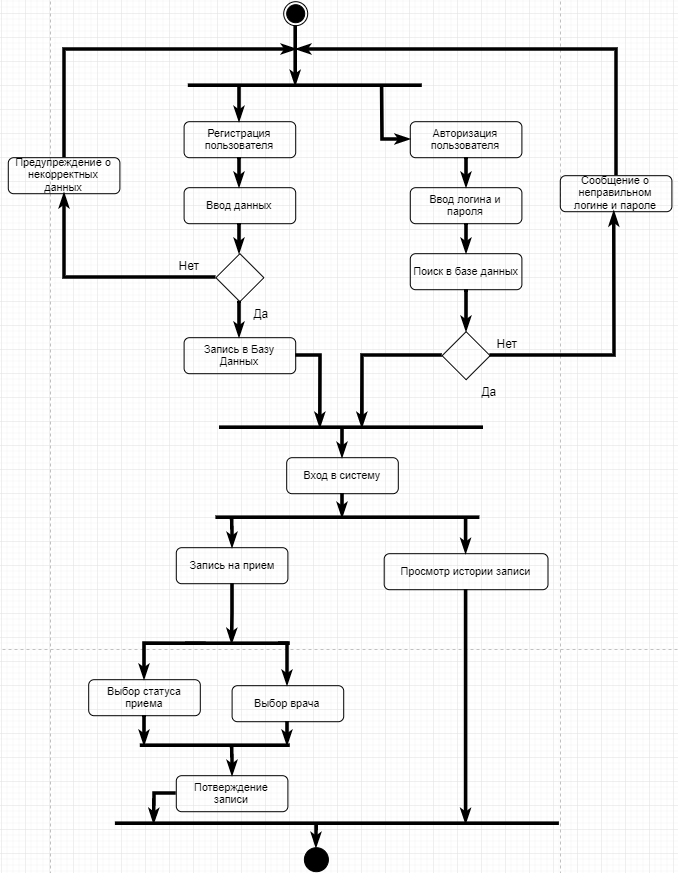 Регистрация
пользователя
Авторизация
пользователя
Предупреждение о
некорректных
данных
Сообщение о
неправильном
логине и пароле
Ввод данных
Ввод логина и
пароля
Нет
Поиск в базе данных
Да
Запись в Базу
Данных
Нет
Да
Вход в систему
Запись на прием
Просмотр истории записи
Выбор статуса
приема
Выбор врача
Потверждение
записи